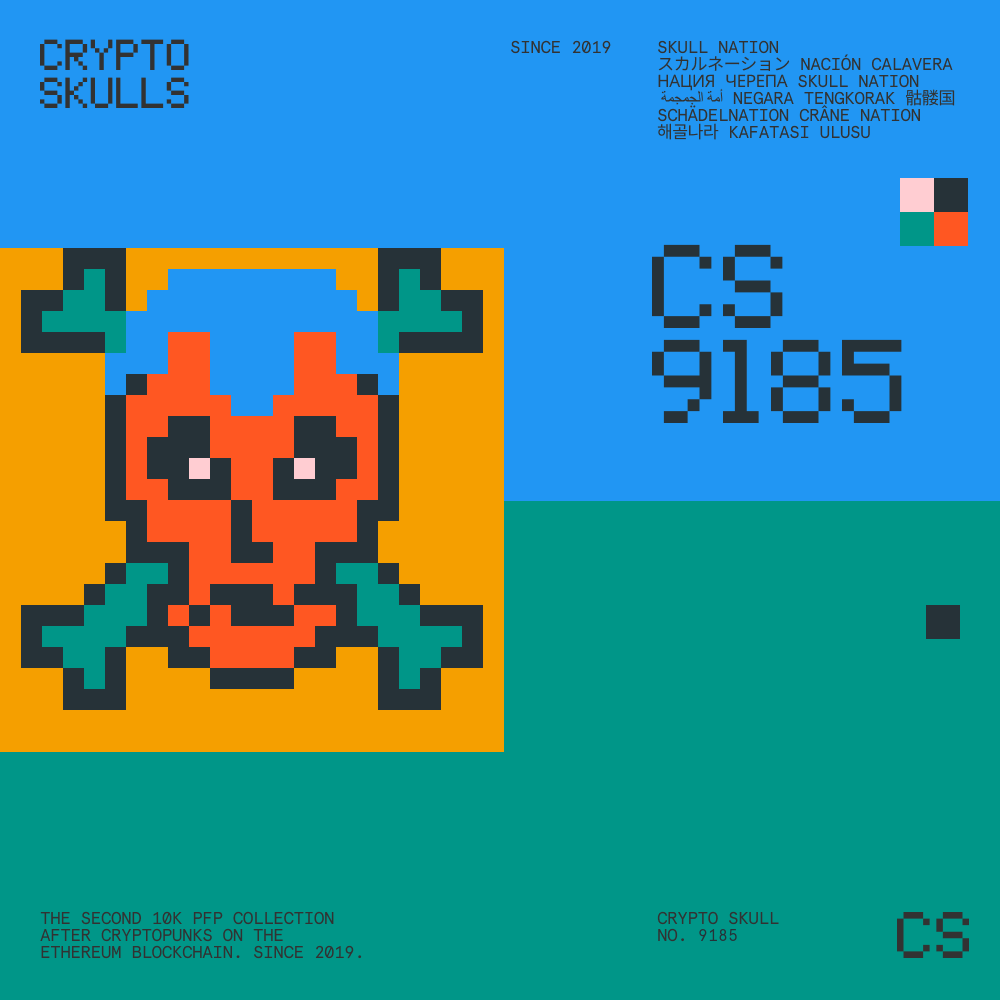 CRYPTO
SKULLS
SINCE 2019
SKULL NATION
スカルネーション NACIÓN CALAVERA
НАЦИЯ ЧЕРЕПА SKULL NATION
أمة الجمجمة NEGARA TENGKORAK 骷髅国
SCHÄDELNATION CRÂNE NATION
해골나라 KAFATASI ULUSU
CS
9185
THE SECOND 10K PFP COLLECTION
AFTER CRYPTOPUNKS ON THE
ETHEREUM BLOCKCHAIN. SINCE 2019.
CRYPTO SKULL
NO. 9185
CS